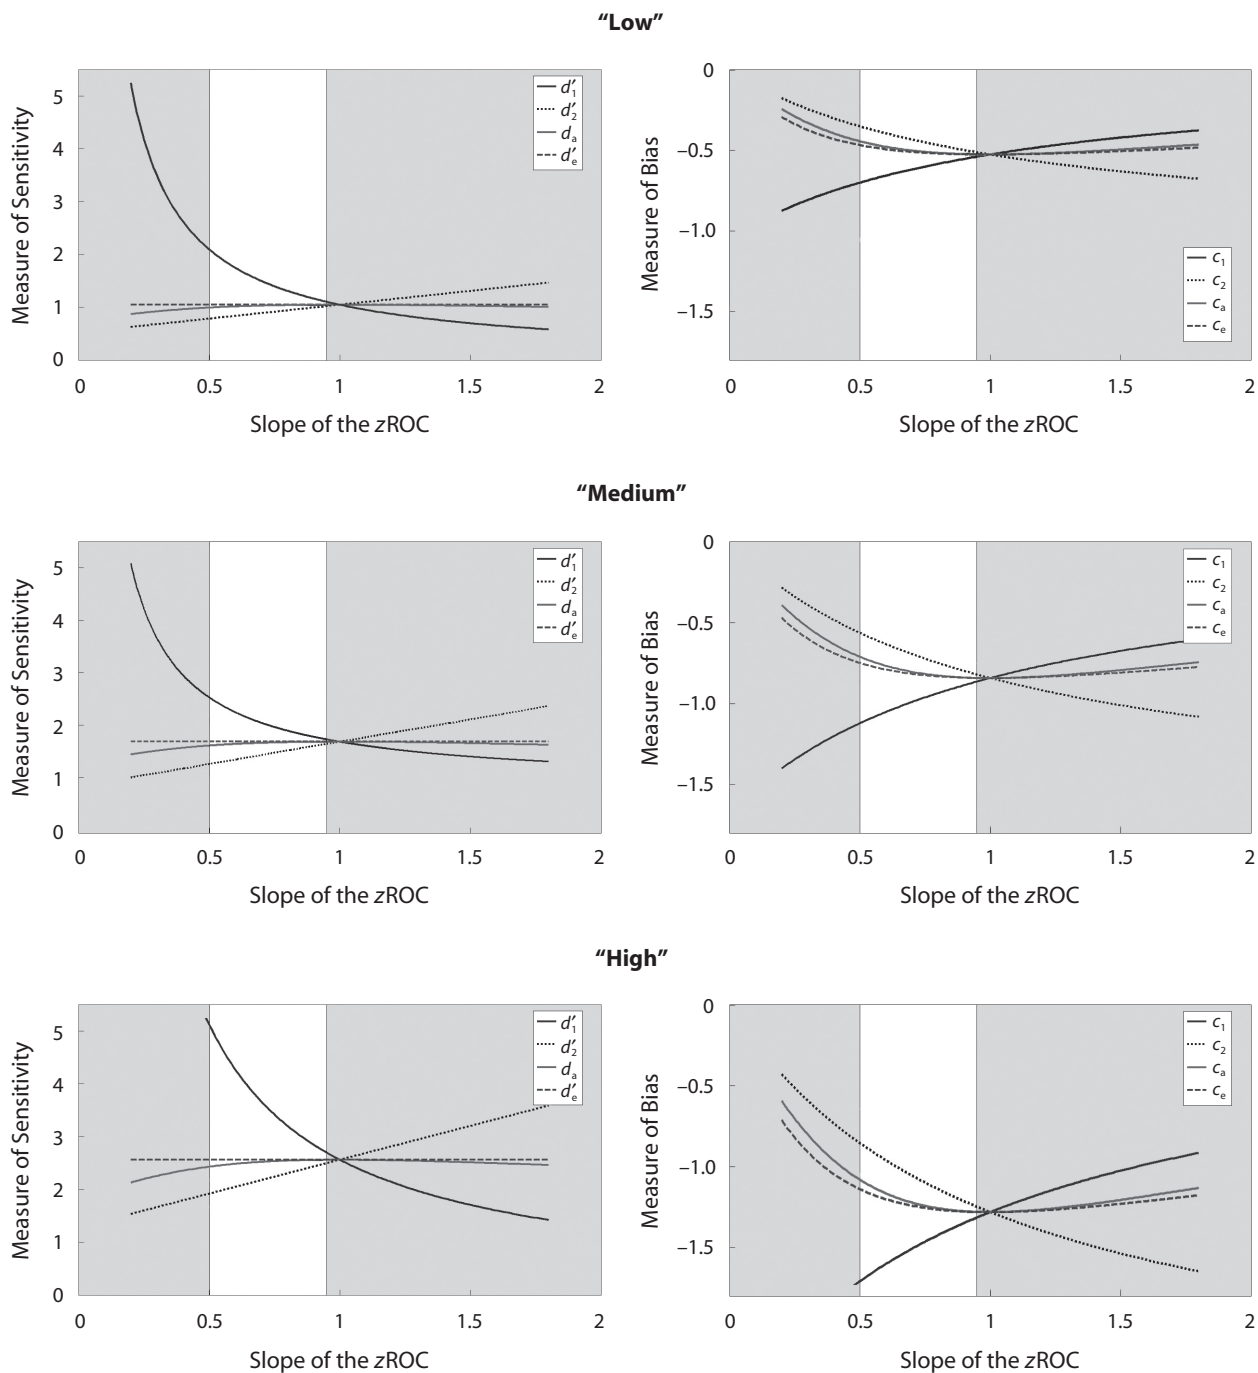 “Low”
Measure of Sensitivity
5
4
3
2
1
0
0 0.5 1 1.5 2
Slope of the zROC
d′1
d′2
da
d′e
Measure of Bias
0
−0.5
−1.0
−1.5
0 0.5 1 1.5 2
Slope of the zROC
c1
c2
ca
ce
“Medium”
Measure of Sensitivity
5
4
3
2
1
0
0 0.5 1 1.5 2
Slope of the zROC
d′1
d′2
da
d′e
Measure of Bias
0
−0.5
−1.0
−1.5
0 0.5 1 1.5 2
Slope of the zROC
c1
c2
ca
ce
“High”
Measure of Sensitivity
5
4
3
2
1
0
0 0.5 1 1.5 2
Slope of the zROC
d′1
d′2
da
d′e
Measure of Bias
0
−0.5
−1.0
−1.5
0 0.5 1 1.5 2
Slope of the zROC
c1
c2
ca
ce